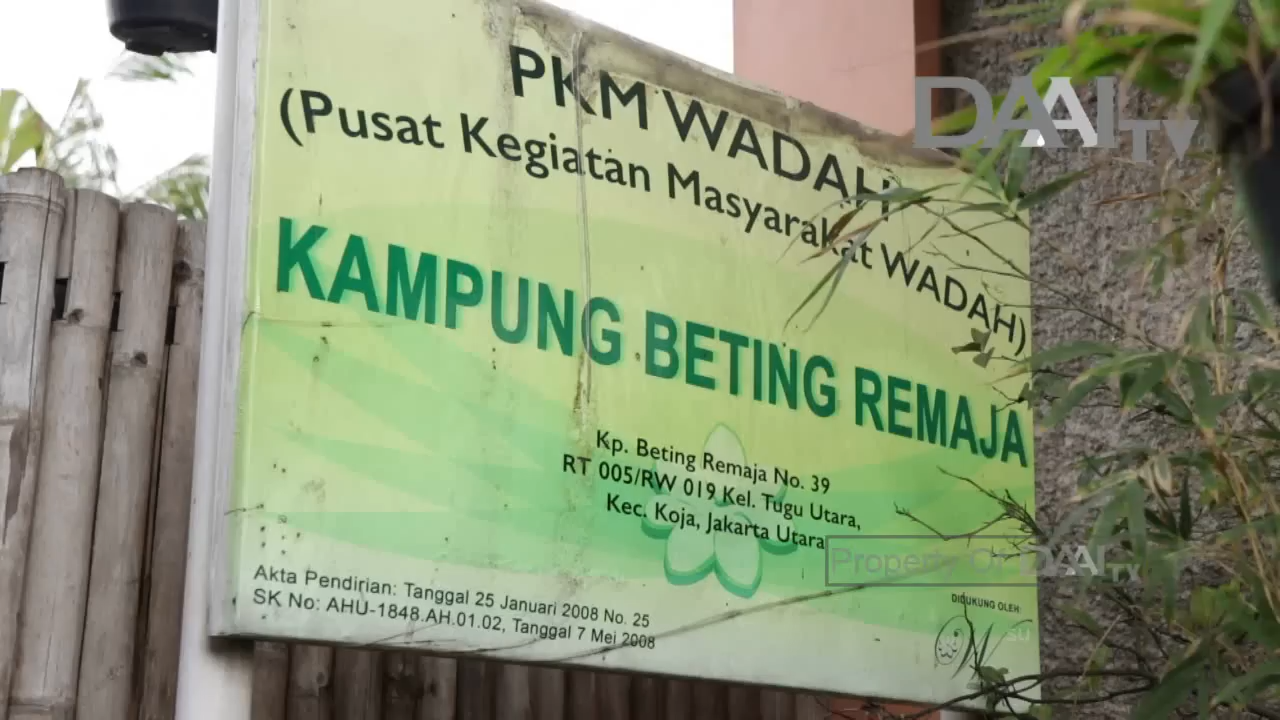 PKM WADAH
(Pusat Kegiatan Masyarakat WADAH)
KAMPUNG BETING REMAJA
Kp. Beting Remaja No. 39
RT 005/RW 019 Kel. Tugu Utara,
Kec. Koja, Jakarta Utara
Akta Pendirian: Tanggal 25 Januari 2008 No. 25
SK No: AHU-1848.AH.01.02, Tanggal 7 Mei 2008
DIDUKUNG OLEH:
DAAI TV
Property Of DAAI TV